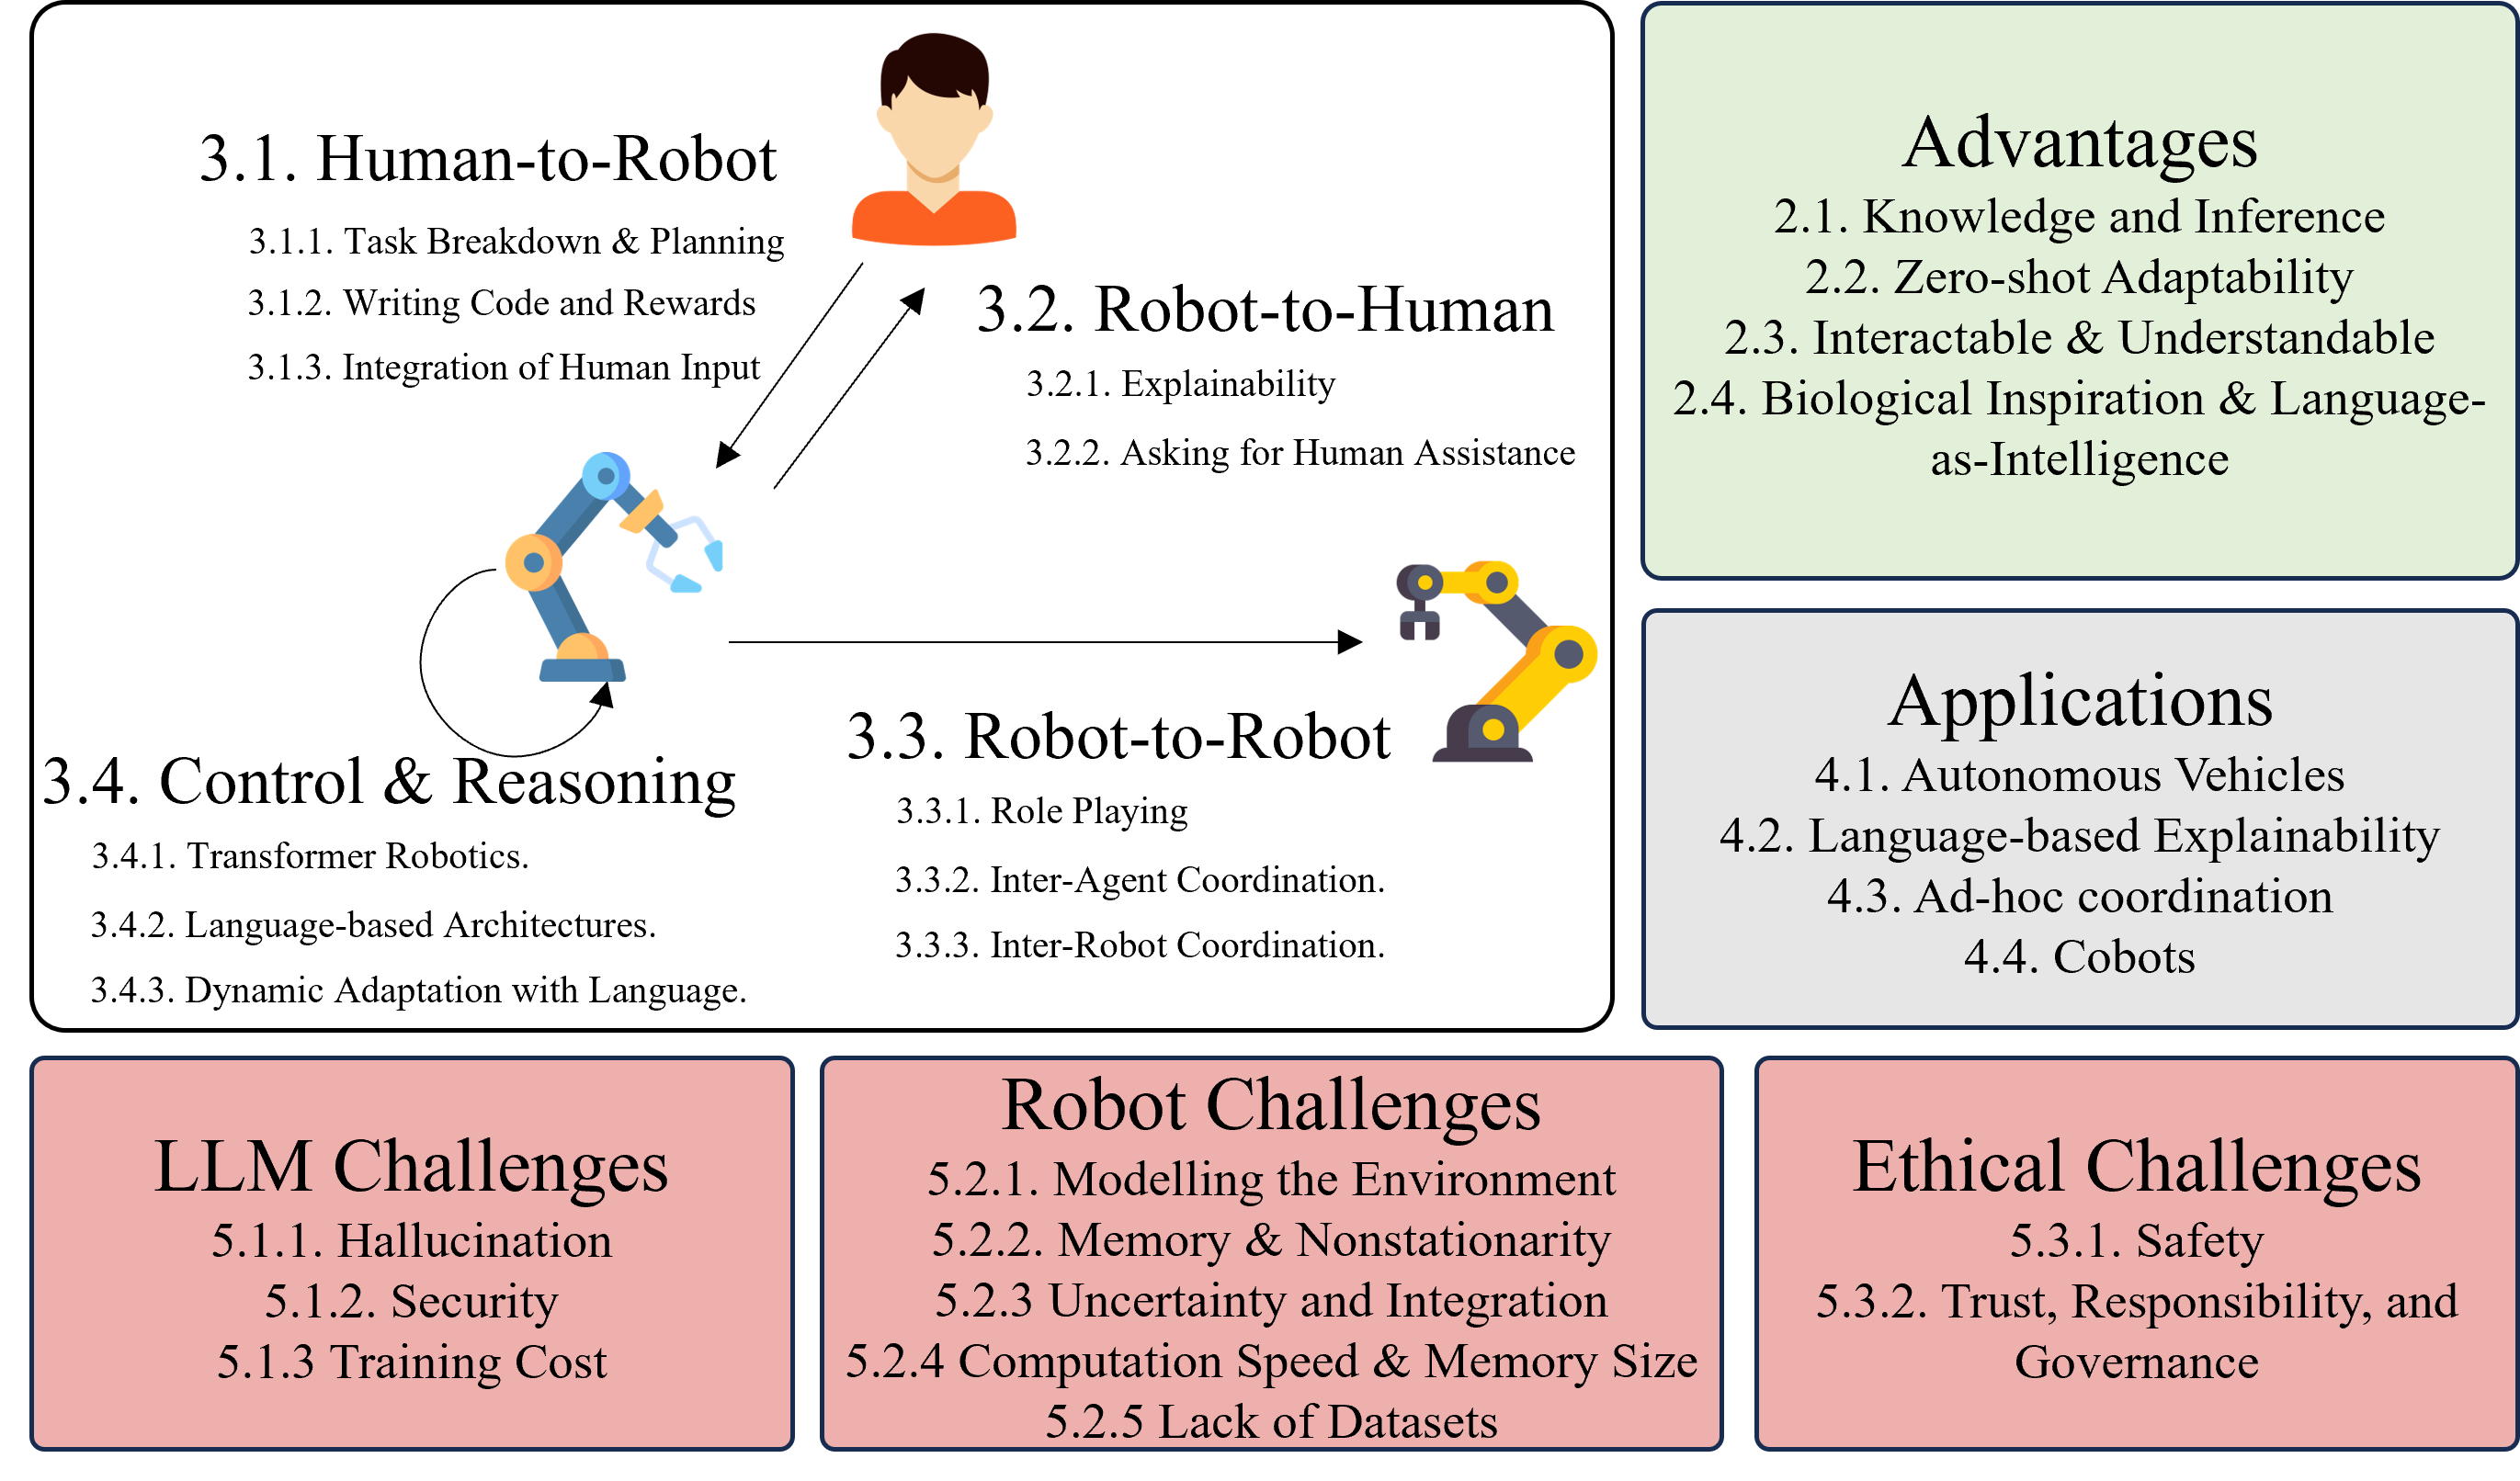 3.1. Human-to-Robot
3.1.1. Task Breakdown & Planning
3.1.2. Writing Code and Rewards
3.1.3. Integration of Human Input
3.2. Robot-to-Human
3.2.1. Explainability
3.2.2. Asking for Human Assistance
3.3. Robot-to-Robot
3.3.1. Role Playing
3.3.2. Inter-Agent Coordination.
3.3.3. Inter-Robot Coordination.
3.4. Control & Reasoning
3.4.1. Transformer Robotics.
3.4.2. Language-based Architectures.
3.4.3. Dynamic Adaptation with Language.
Advantages
2.1. Knowledge and Inference
2.2. Zero-shot Adaptability
2.3. Interactable & Understandable
2.4. Biological Inspiration & Language-
as-Intelligence
Applications
4.1. Autonomous Vehicles
4.2. Language-based Explainability
4.3. Ad-hoc coordination
4.4. Cobots
LLM Challenges
5.1.1. Hallucination
5.1.2. Security
5.1.3 Training Cost
Robot Challenges
5.2.1. Modelling the Environment
5.2.2. Memory & Nonstationarity
5.2.3 Uncertainty and Integration
5.2.4 Computation Speed & Memory Size
5.2.5 Lack of Datasets
Ethical Challenges
5.3.1. Safety
5.3.2. Trust, Responsibility, and
Governance